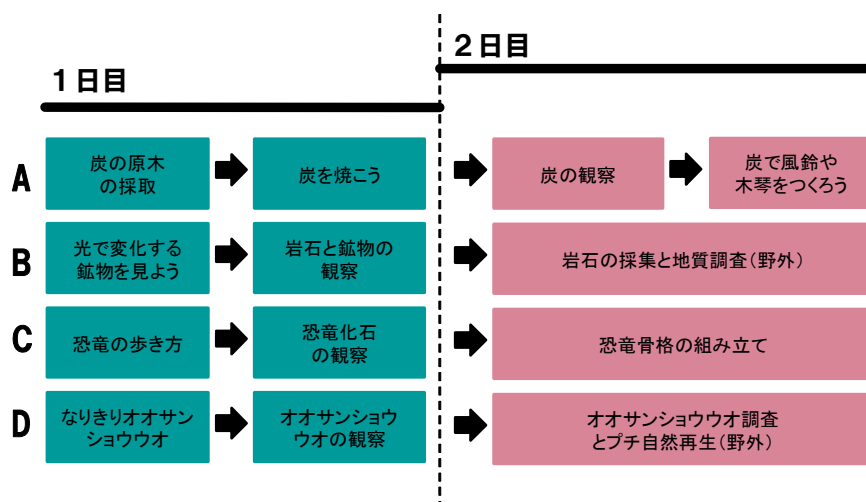 1日目
2日目
A
炭の原木
の採取
炭を焼こう
炭の観察
炭で風鈴や
木琴をつくろう
B
光で変化する
鉱物を見よう
岩石と鉱物の
観察
岩石の採集と地質調査(野外)
C
恐竜の歩き方
恐竜化石
の観察
恐竜骨格の組み立て
D
なりきりオオサン
ショウウオ
オオサンショウ
ウオの観察
オオサンショウウオ調査
とプチ自然再生(野外)